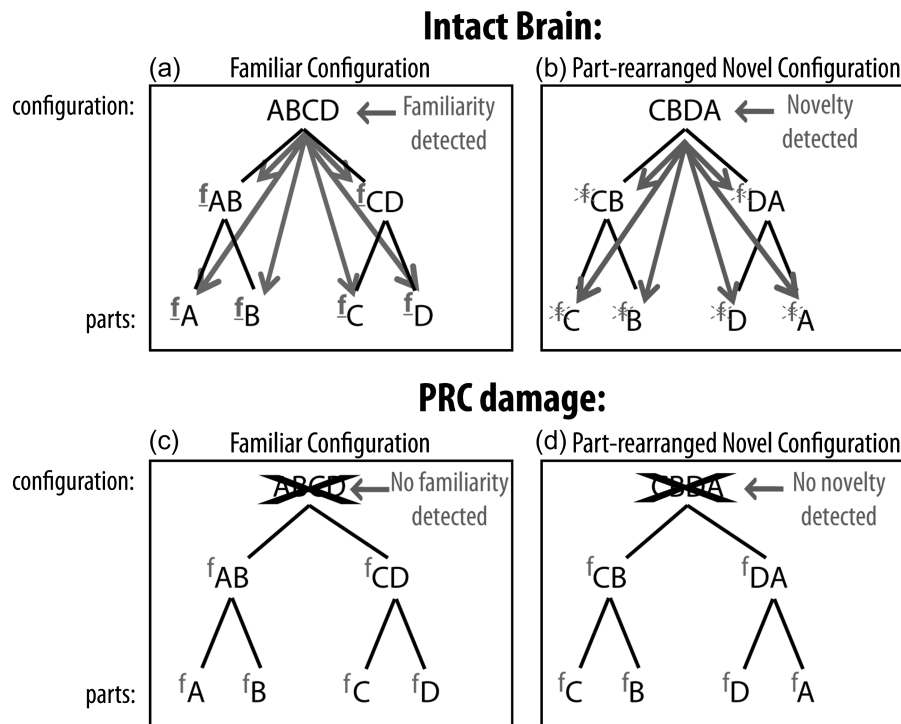 Intact Brain:
(a) Familiar Configuration
(b) Part-rearranged Novel Configuration
configuration:
ABCD
Familiarity
detected
CBDA
Novelty
detected
fAB
fCD
fCB
fDA
parts:
fA
fB
fC
fD
fC
fB
fD
fA
PRC damage:
(c) Familiar Configuration
(d) Part-rearranged Novel Configuration
configuration:
ABCD
No familiarity
detected
CBDA
No novelty
detected
fAB
fCD
fCB
fDA
parts:
fA
fB
fC
fD
fC
fB
fD
fA